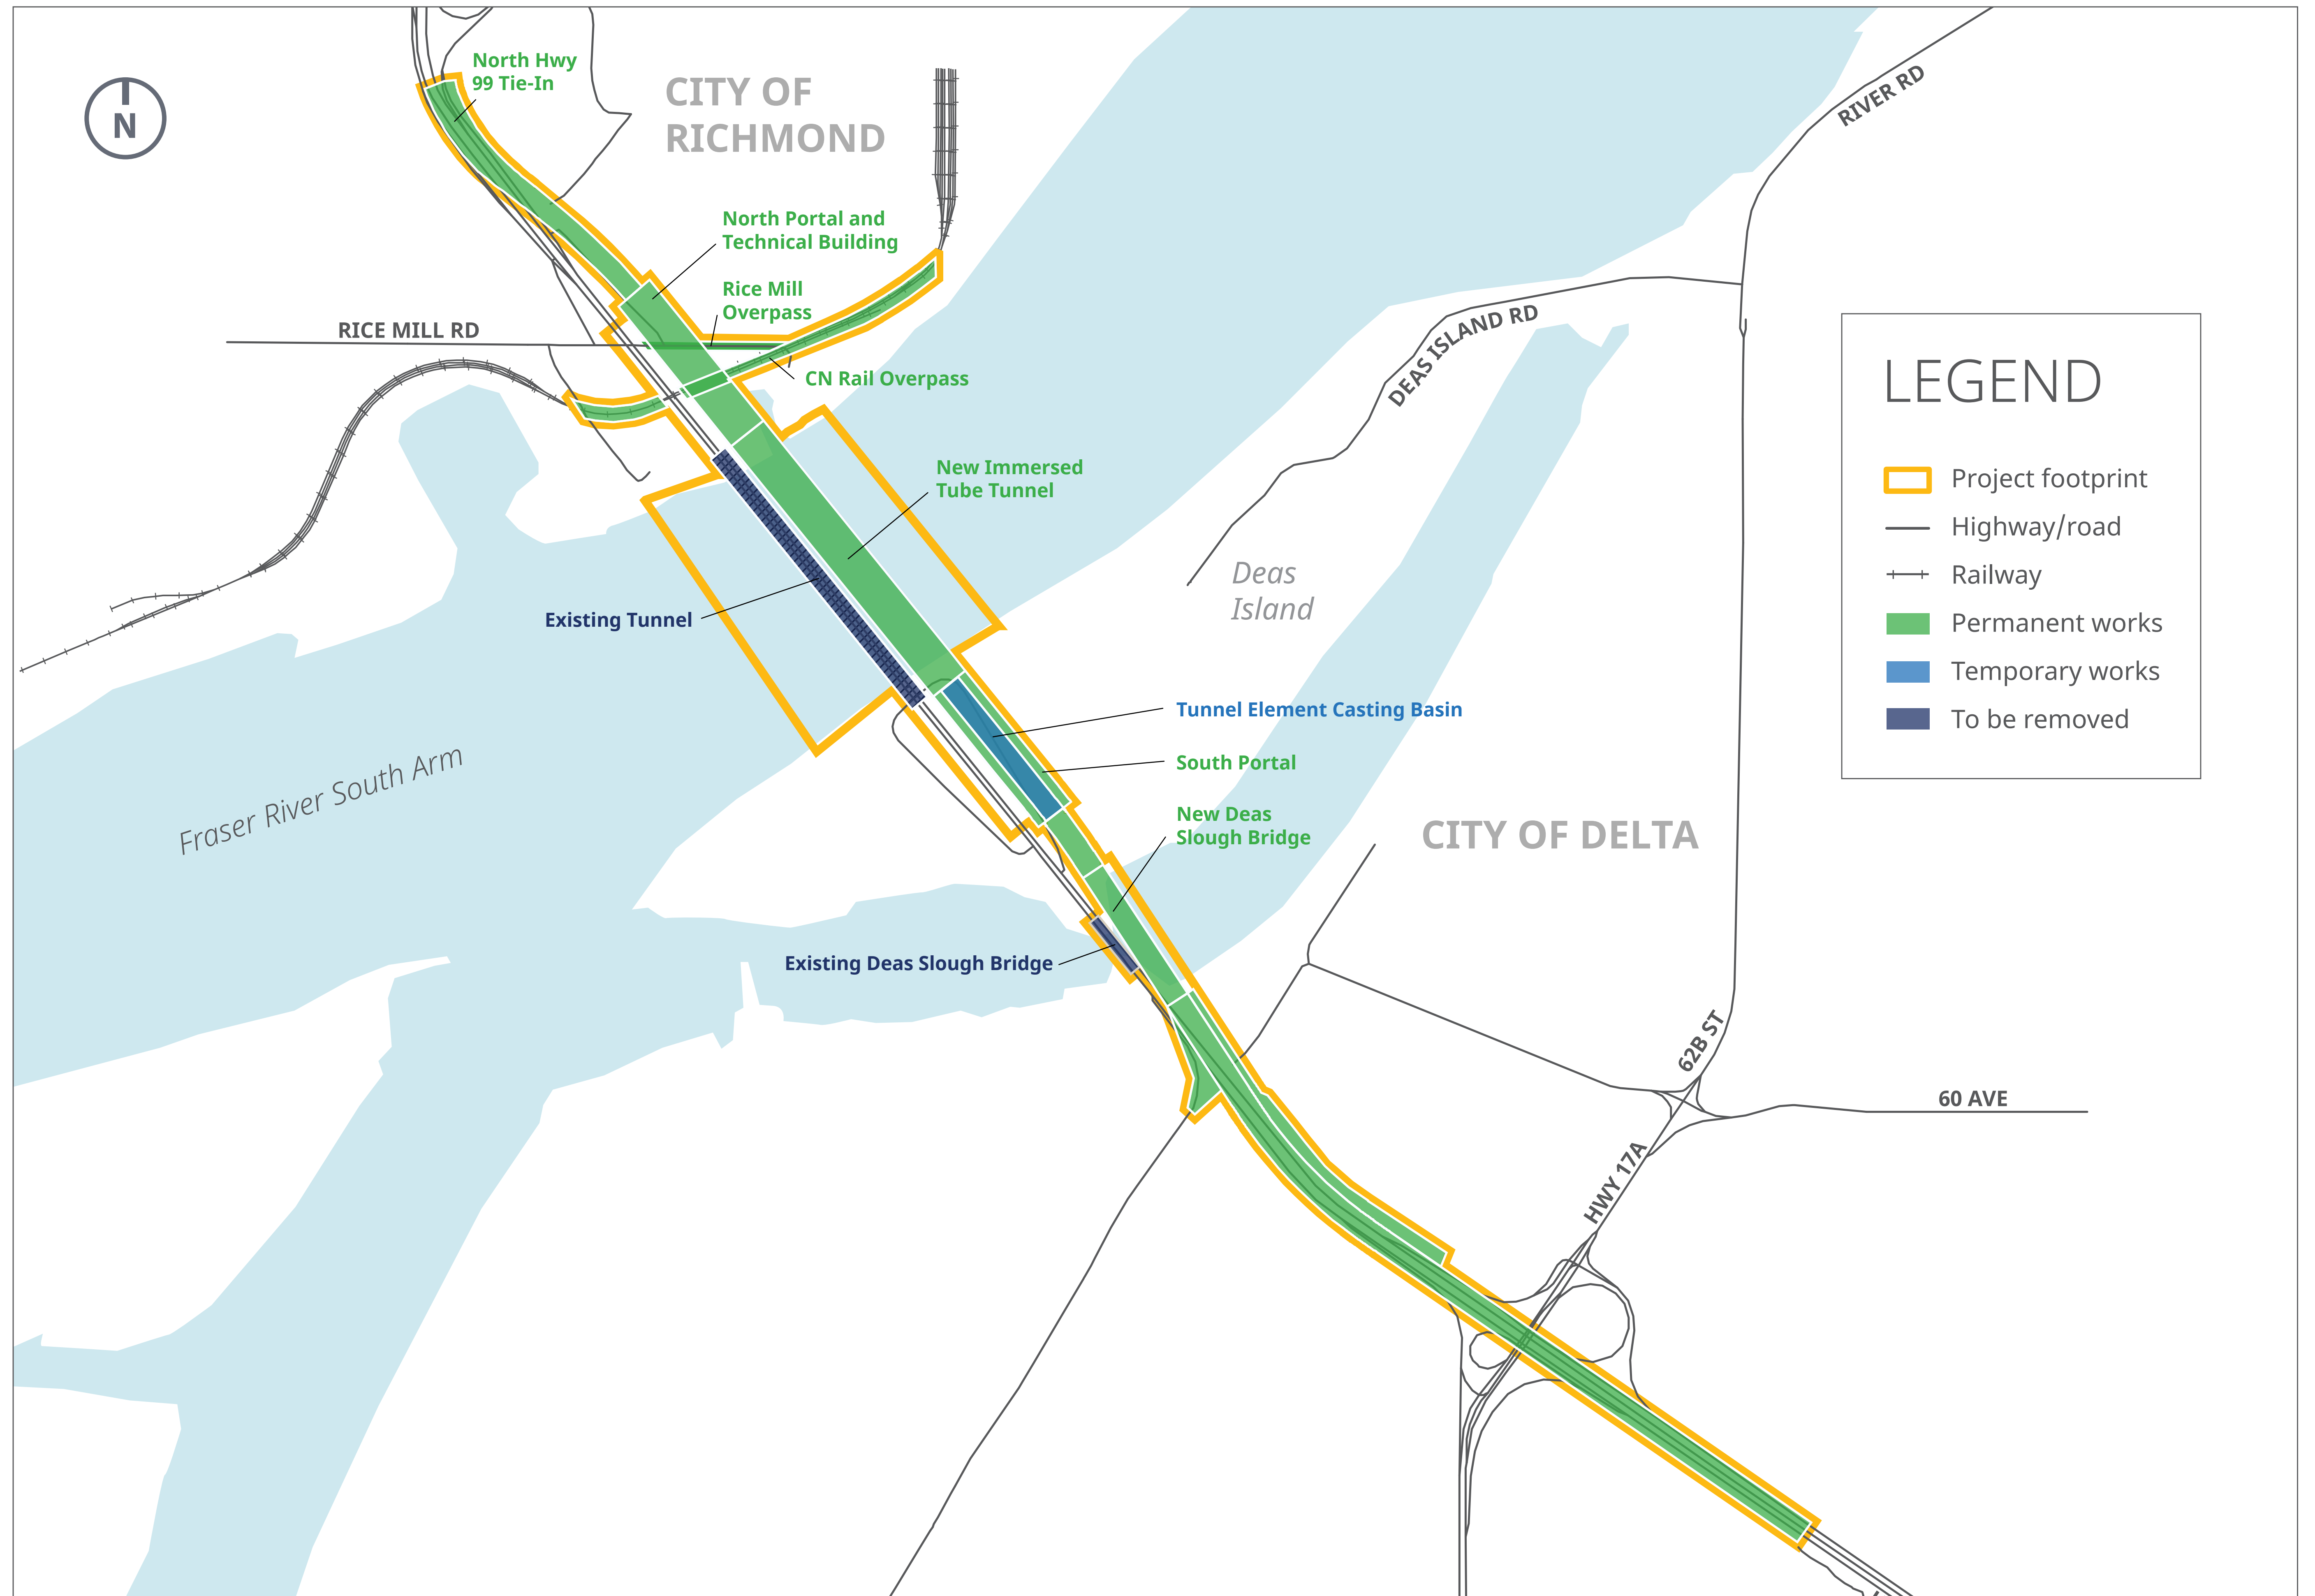 North Hwy
99 Tie-In
N
CITY OF
RICHMOND
RIVER RD
North Portal and
Technical Building
Rice Mill
Overpass
RICE MILL RD
DEAS ISLAND RD
CN Rail Overpass
LEGEND
Project footprint
Highway/road
Railway
Permanent works
Temporary works
To be removed
New Immersed
Tube Tunnel
Deas
Island
Existing Tunnel
Tunnel Element Casting Basin
South Portal
Fraser River South Arm
New Deas
Slough Bridge
CITY OF DELTA
Existing Deas Slough Bridge
62B ST
60 AVE
HWY 17A